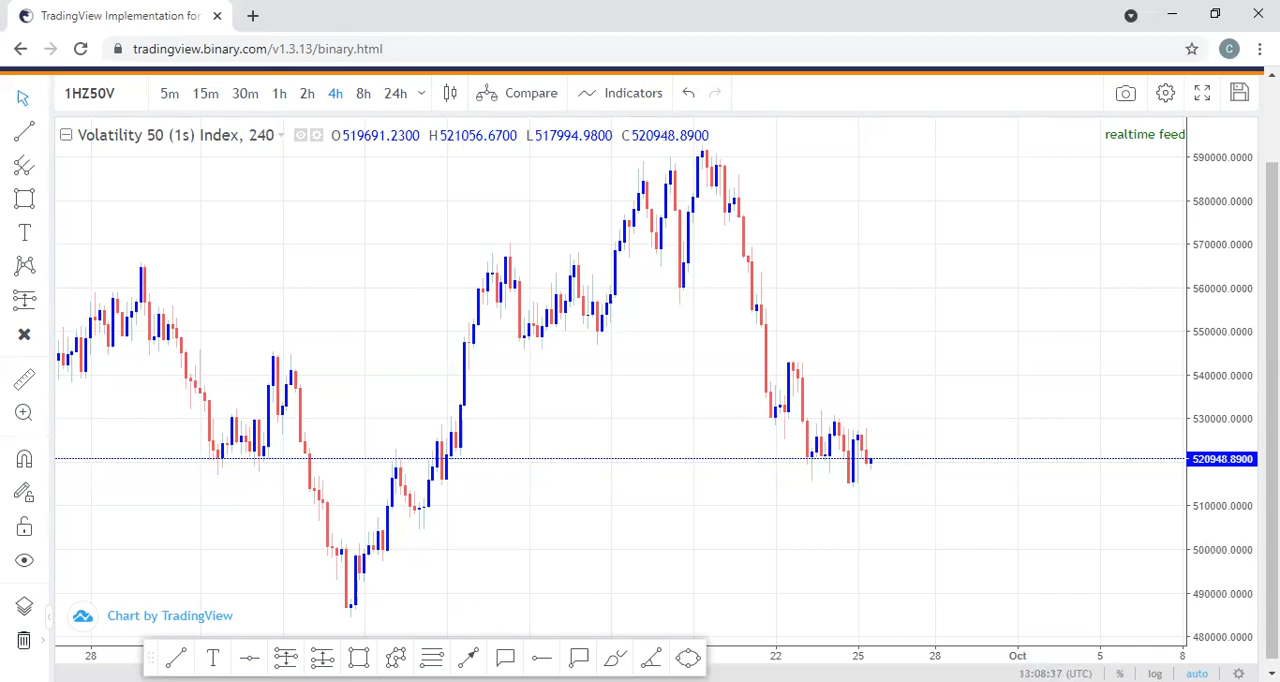 TradingView Implementation for
tradingview.binary.com/v1.3.13/binary.html
C
1HZ50V 5m 15m 30m 1h 2h 4h 8h 24h Compare Indicators
Volatility 50 (1s) Index, 240 O519691.2300 H521056.6700 L517994.9800 C520948.8900
realtime feed
590000.0000
580000.0000
570000.0000
560000.0000
550000.0000
540000.0000
530000.0000
520948.8900
510000.0000
500000.0000
490000.0000
480000.0000
Chart by TradingView
28 22 25 28 Oct 5 8
13:08:37 (UTC) % log auto